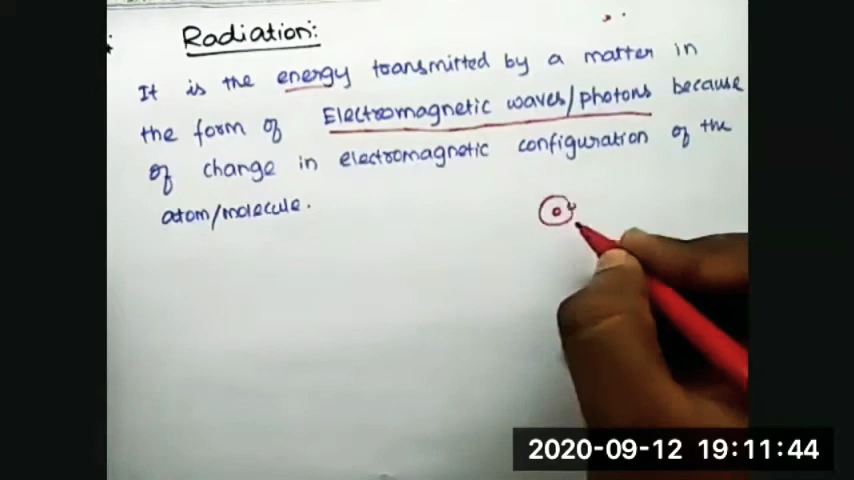 Radiation:
It is the energy transmitted by a matter in
the form of Electromagnetic waves/photons because
of change in electromagnetic configuration of the
atom/molecule.
2020-09-12 19:11:44